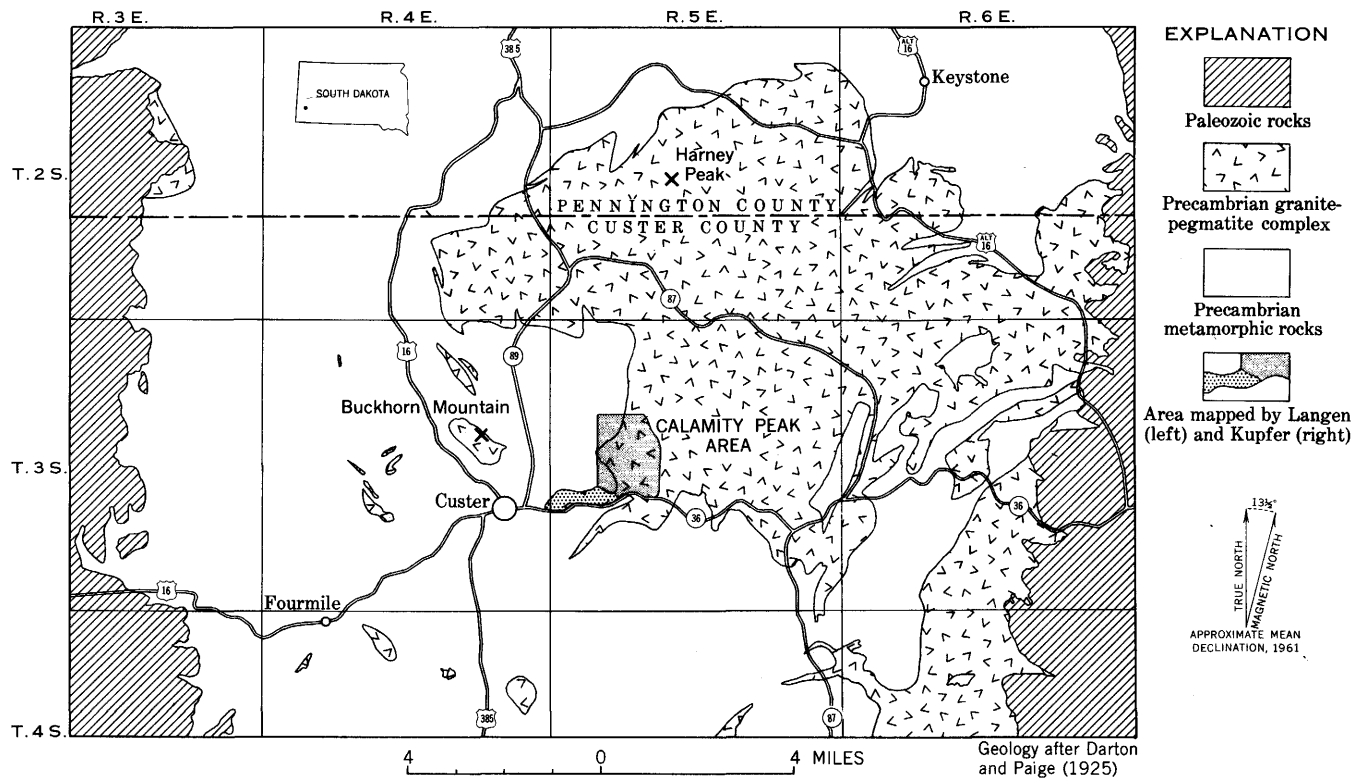 R. 3 E. R. 4 E. R. 5 E. R. 6 E.
EXPLANATION
385
ALT
16
Keystone
SOUTH DAKOTA
Paleozoic rocks
Harney
Peak
T. 2 S.
PENNINGTON COUNTY
CUSTER COUNTY
Precambrian granite-
pegmatite complex
ALT
16
87
Precambrian
metamorphic rocks
16
89
Buckhorn Mountain
CALAMITY PEAK
AREA
Area mapped by Langen
(left) and Kupfer (right)
T. 3 S.
Custer
36
36
13½°
TRUE NORTH
MAGNETIC NORTH
APPROXIMATE MEAN
DECLINATION, 1961
16
Fourmile
385
87
T. 4 S.
4 0 4 MILES
Geology after Darton
and Paige (1925)